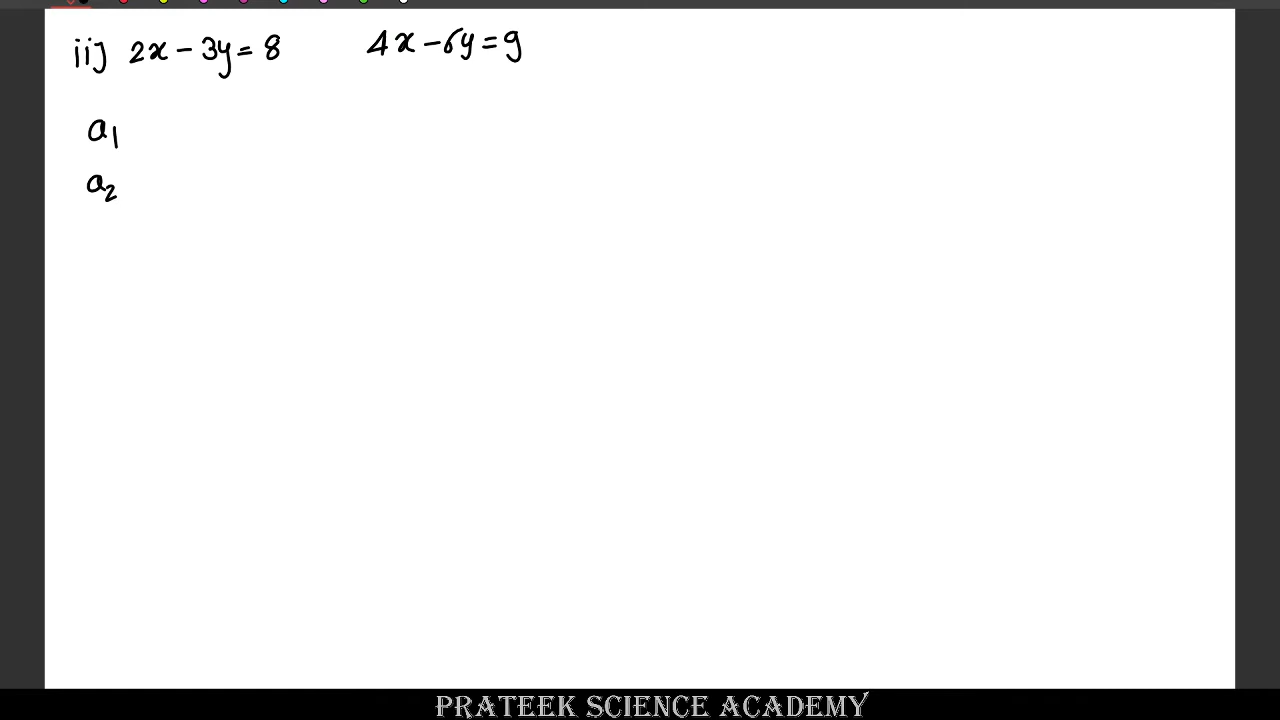 ii] 2x - 3y = 8 4x - 6y = 9
a1
a2
PRATEEK SCIENCE ACADEMY